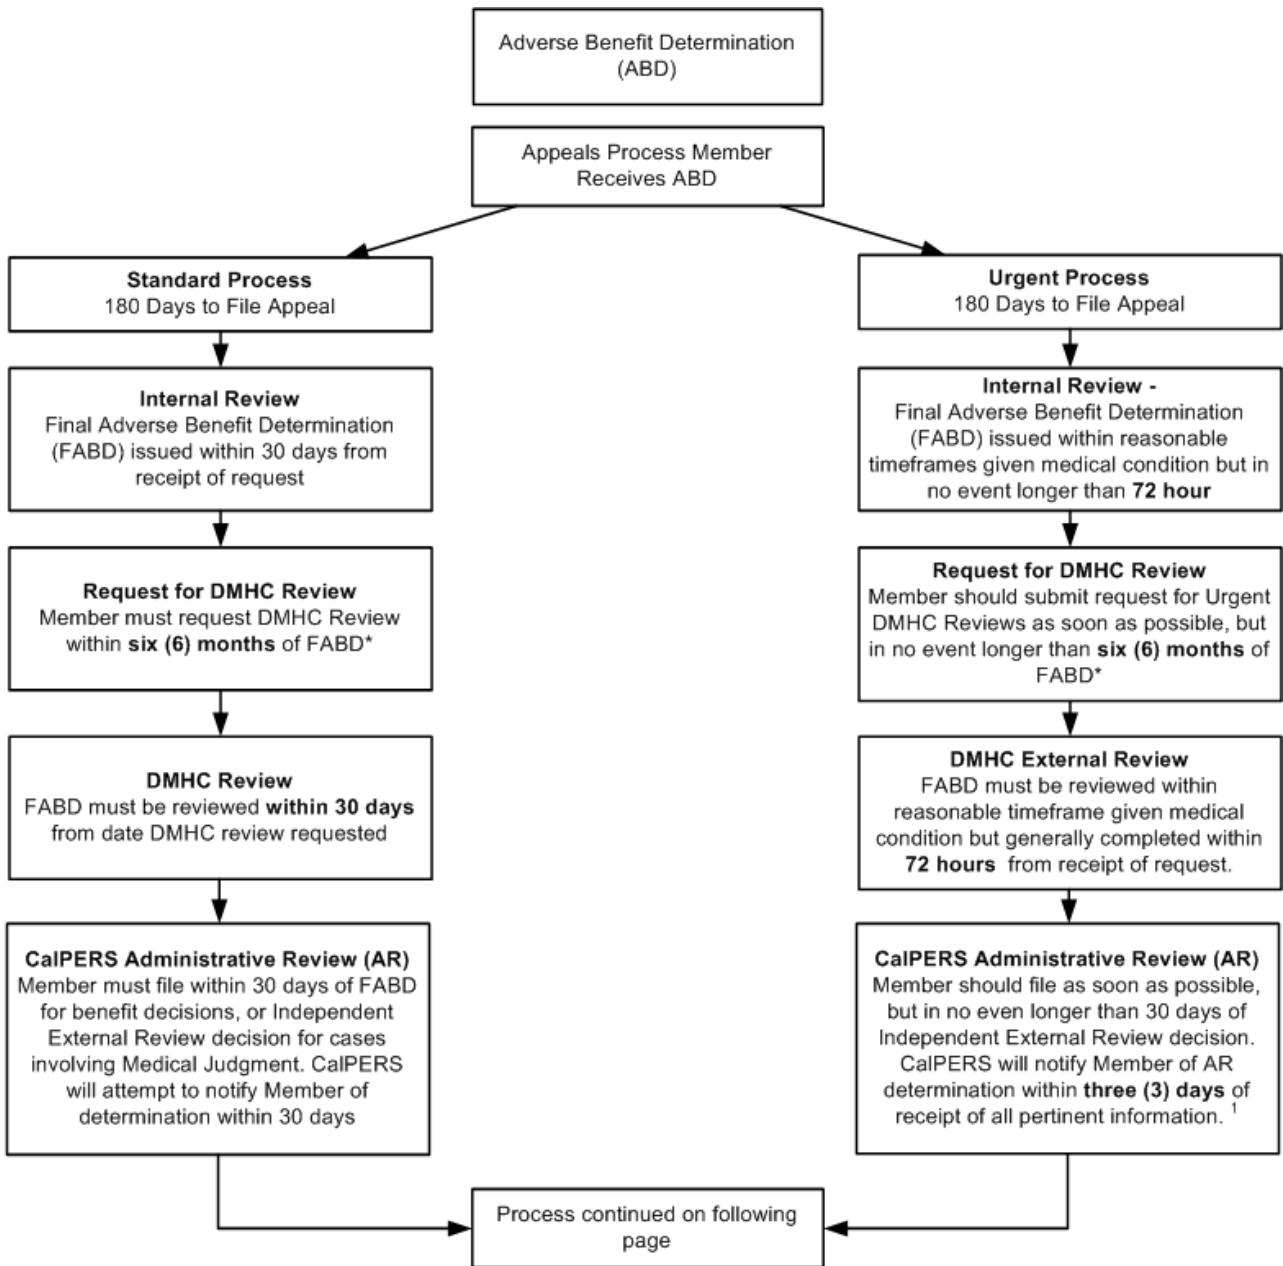 Adverse Benefit Determination
(ABD)
Appeals Process Member
Receives ABD
Standard Process
180 Days to File Appeal
Internal Review
Final Adverse Benefit Determination
(FABD) issued within 30 days from
receipt of request
Request for DMHC Review
Member must request DMHC Review
within six (6) months of FABD*
DMHC Review
FABD must be reviewed within 30 days
from date DMHC review requested
CalPERS Administrative Review (AR)
Member must file within 30 days of FABD
for benefit decisions, or Independent
External Review decision for cases
involving Medical Judgment. CalPERS
will attempt to notify Member of
determination within 30 days
Urgent Process
180 Days to File Appeal
Internal Review -
Final Adverse Benefit Determination
(FABD) issued within reasonable
timeframes given medical condition but in
no event longer than 72 hour
Request for DMHC Review
Member should submit request for Urgent
DMHC Reviews as soon as possible, but
in no event longer than six (6) months of
FABD*
DMHC External Review
FABD must be reviewed within
reasonable timeframe given medical
condition but generally completed within
72 hours from receipt of request.
CalPERS Administrative Review (AR)
Member should file as soon as possible,
but in no even longer than 30 days of
Independent External Review decision.
CalPERS will notify Member of AR
determination within three (3) days of
receipt of all pertinent information. 1
Process continued on following
page